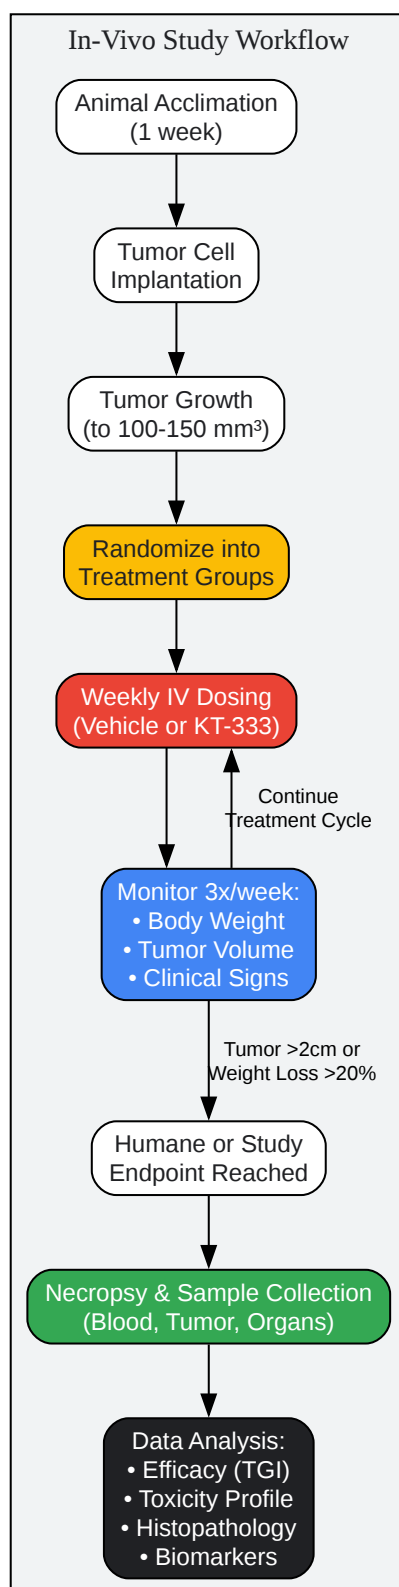 In-Vivo Study Workflow
Animal Acclimation
(1 week)
Tumor Cell
Implantation
Tumor Growth
(to 100-150 mm³)
Randomize into
Treatment Groups
Weekly IV Dosing
(Vehicle or KT-333)
Continue
Treatment Cycle
Monitor 3x/week:
• Body Weight
• Tumor Volume
• Clinical Signs
Tumor >2cm or
Weight Loss >20%
Humane or Study
Endpoint Reached
Necropsy & Sample Collection
(Blood, Tumor, Organs)
Data Analysis:
• Efficacy (TGI)
• Toxicity Profile
• Histopathology
• Biomarkers